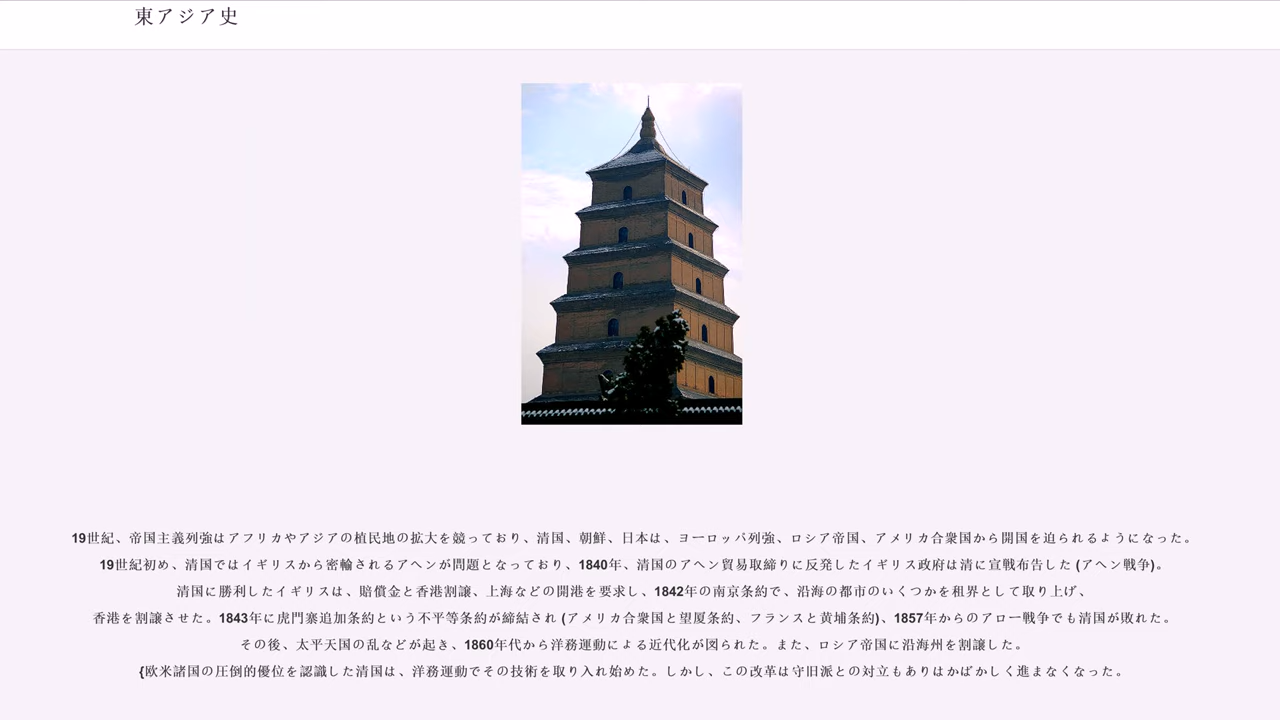 東アジア史
19世紀、帝国主義列強はアフリカやアジアの植民地の拡大を競っており、清国、朝鮮、日本は、ヨーロッパ列強、ロシア帝国、アメリカ合衆国から開国を迫られるようになった。
19世紀初め、清国ではイギリスから密輸されるアヘンが問題となっており、1840年、清国のアヘン貿易取締りに反発したイギリス政府は清に宣戦布告した (アヘン戦争)。
清国に勝利したイギリスは、賠償金と香港割譲、上海などの開港を要求し、1842年の南京条約で、沿海の都市のいくつかを租界として取り上げ、
香港を割譲させた。1843年に虎門寨追加条約という不平等条約が締結され (アメリカ合衆国と望厦条約、フランスと黄埔条約)、1857年からのアロー戦争でも清国が敗れた。
その後、太平天国の乱などが起き、1860年代から洋務運動による近代化が図られた。また、ロシア帝国に沿海州を割譲した。
{欧米諸国の圧倒的優位を認識した清国は、洋務運動でその技術を取り入れ始めた。しかし、この改革は守旧派との対立もありはかばかしく進まなくなった。